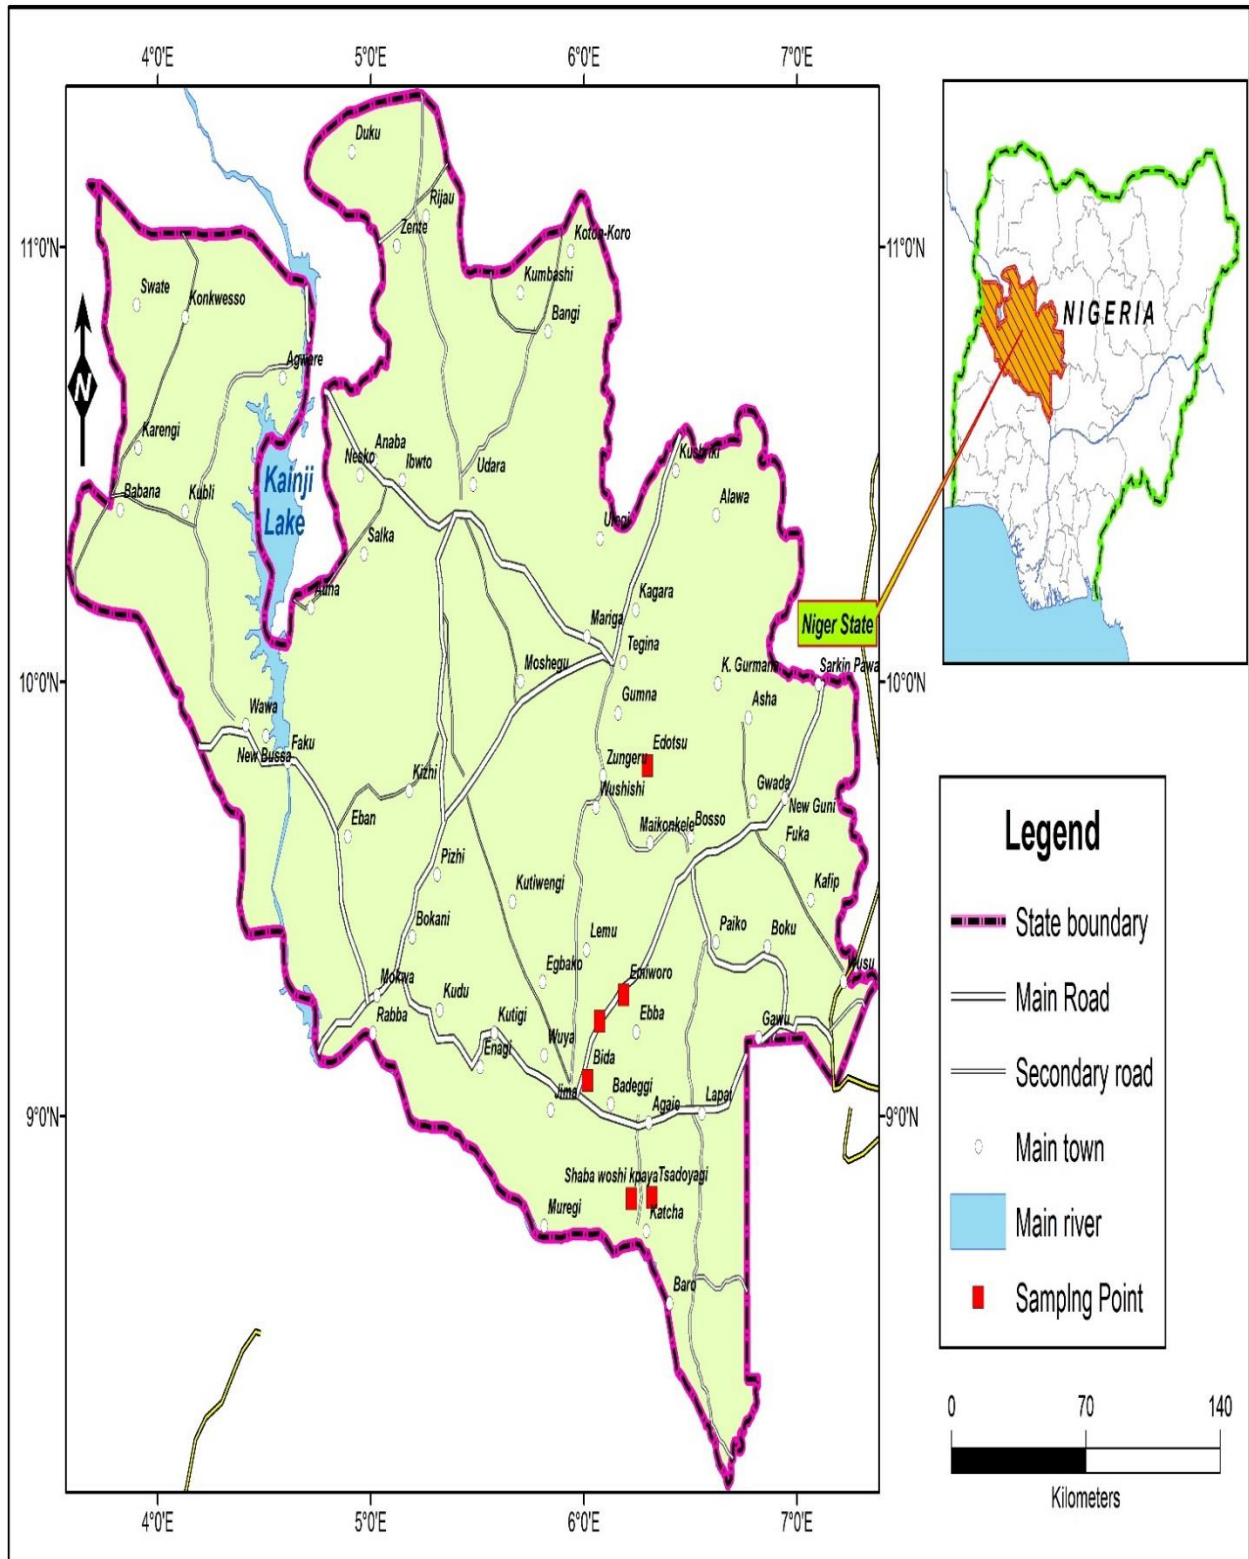 4°0'E 5°0'E 6°0'E 7°0'E
Duku
Rijau
Zente
11°0'N
11°0'N
Kotoa-Koro
Kumbashi
Swate
Konkwesso
Bangi
NIGERIA
Agwere
N
Karengi
Kushriki
Anaba
Nesko
Ibwto
Udara
Kainji
Lake
Babana
Kubli
Alawa
Salka
Auna
Kagara
Mariga
Niger State
Tegina
10°0'N
Moshegu
K. Gurmana
Sarkin Pawa
10°0'N
Gumna
Asha
Wawa
New Bussa
Faku
Zungeru
Edotsu
Kizhi
Wushishi
Gwada
New Guni
Eban
Maikonkele
Bosso
Fuka
Pizhi
Kutiwengi
Kafip
Bokani
Lemu
Paiko
Boku
Egbako
Emiworo
Wusu
Mokwa
Kudu
Rabba
Kutigi
Ebba
Gawu
Enagi
Wuya
Bida
Badeggi
Jima
Agaie
Lapai
9°0'N
9°0'N
Shaba woshi kpaya
Tsadoyagi
Muregi
Katcha
Baro
Legend
State boundary
Main Road
Secondary road
Main town
Main river
Samplng Point
0 70 140
Kilometers
4°0'E 5°0'E 6°0'E 7°0'E